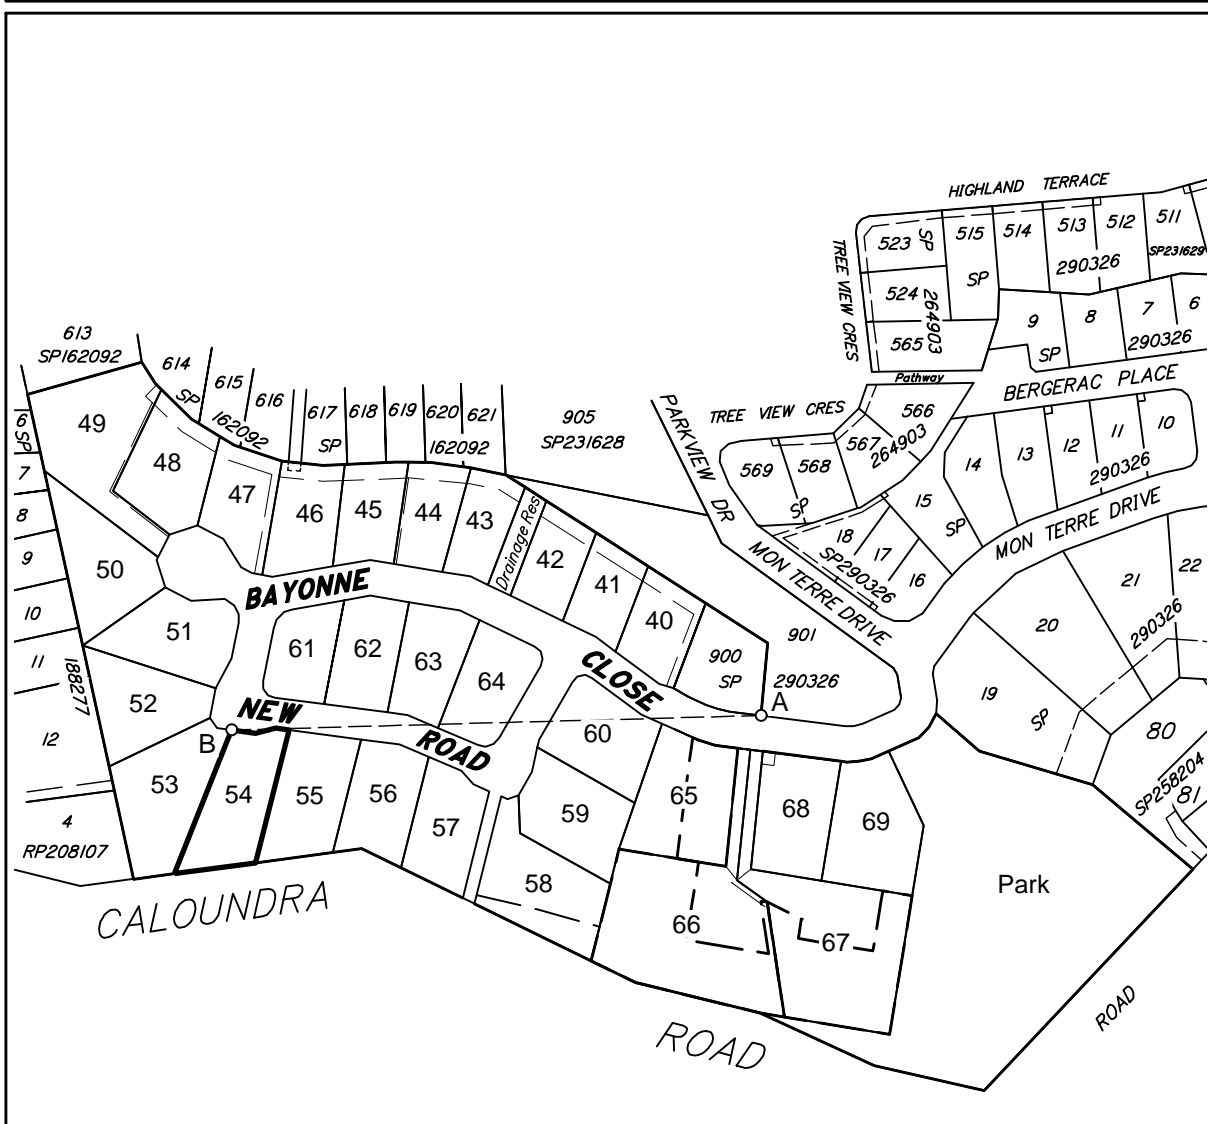 HIGHLAND TERRACE
TREE VIEW CRES
523
SP
515
514
513
512
511
SP
290326
SP231629
524
264903
565
9
8
7
6
SP
290326
Pathway
BERGERAC PLACE
613
SP162092
614
SP
615
616
162092
617
618
619
620
621
SP
162092
905
SP231628
PARKVIEW DR
TREE VIEW CRES
566
567
264903
569
568
SP
14
13
12
11
10
290326
15
SP
18
17
16
SP290326
MON TERRE DRIVE
MON TERRE DRIVE
6
SP
7
8
9
10
11
188277
12
4
RP208107
49
48
47
46
45
44
43
Drainage Res
42
41
40
900
SP
901
290326
50
51
52
53
BAYONNE
CLOSE
61
62
63
64
NEW
ROAD
A
B
54
55
56
57
58
59
60
65
66
67
68
69
19
20
21
22
SP
290326
80
SP258204
81
Park
CALOUNDRA
ROAD
ROAD